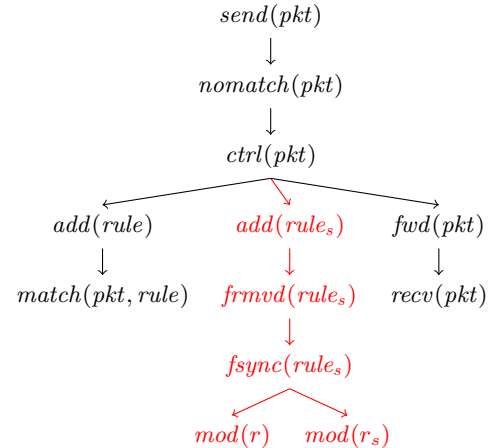 send(pkt)
nomatch(pkt)
ctrl(pkt)
add(rule) add(rule_s) fwd(pkt)
match(pkt, rule) frmvd(rule_s) recv(pkt)
fsync(rule_s)
mod(r) mod(r_s)